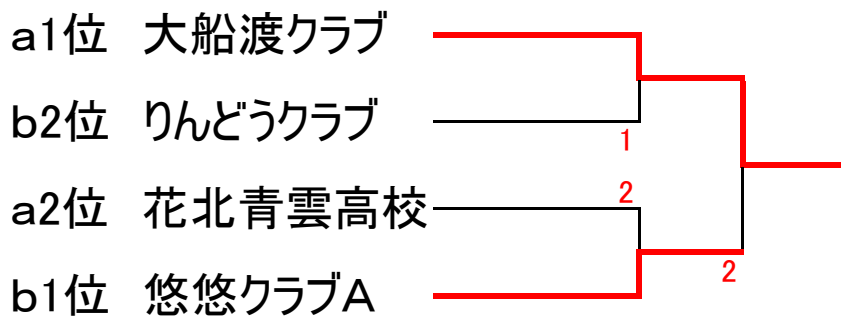 a1位 大船渡クラブ
b2位 りんどうクラブ
1
a2位 花北青雲高校
2
b1位 悠悠クラブA
2